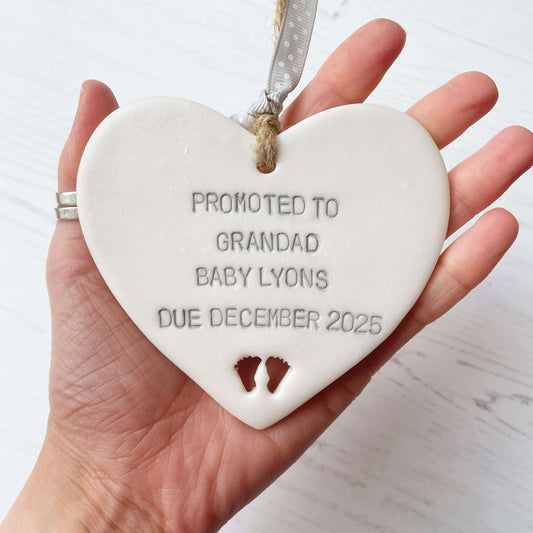 PROMOTED TO
GRANDAD
BABY LYONS
DUE DECEMBER 2025